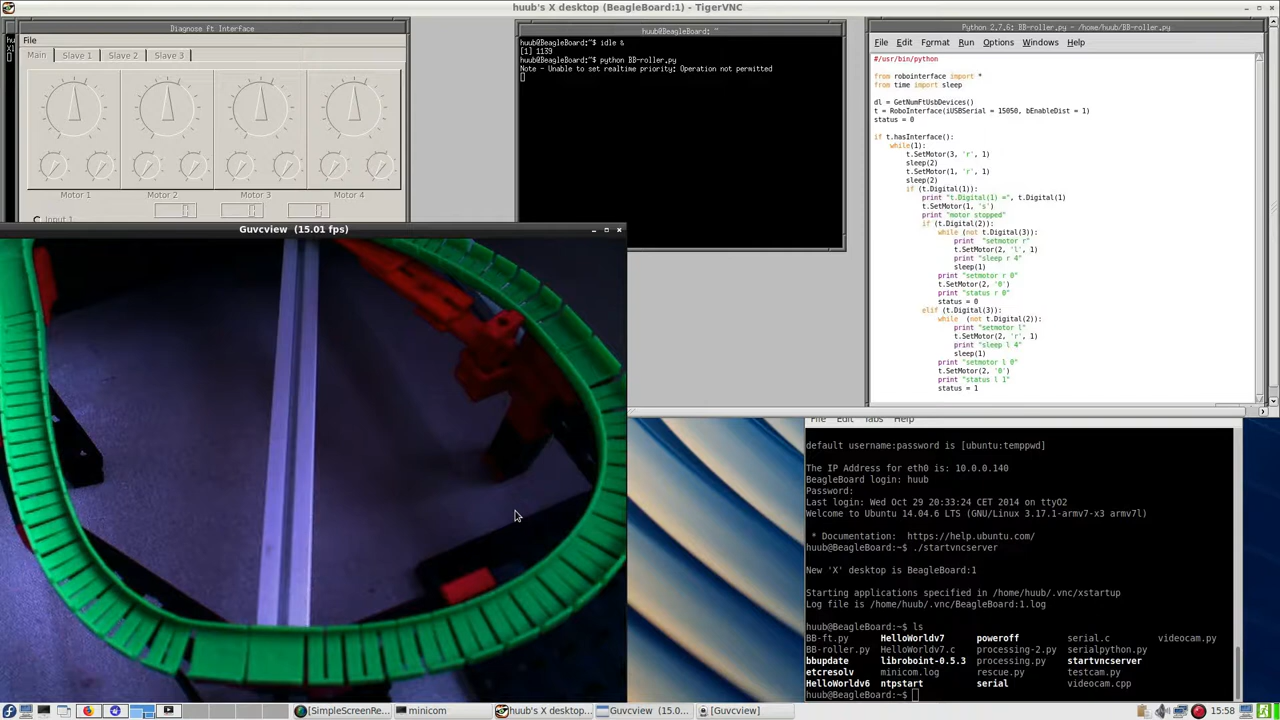 huub's X desktop (BeagleBoard:1) - TigerVNC
Diagnose ft Interface
File
Main Slave 1 Slave 2 Slave 3
Motor 1 Motor 2 Motor 3 Motor 4
Input 1
huub@BeagleBoard: ~
huub@BeagleBoard:~$ idle &
[1] 1139
huub@BeagleBoard:~$ python BB-roller.py
Note - Unable to set realtime priority: Operation not permitted
Python 2.7.6: BB-roller.py - /home/huub/BB-roller.py
File Edit Format Run Options Windows Help
#/usr/bin/python
from robointerface import *
from time import sleep
dl = GetNumFtUsbDevices()
t = RoboInterface(iUSBSerial = 15050, bEnableDist = 1)
status = 0
if t.hasInterface():
while(1):
t.SetMotor(3, 'r', 1)
sleep(2)
t.SetMotor(1, 'r', 1)
sleep(2)
if (t.Digital(1)):
print "t.Digital(1) =", t.Digital(1)
t.SetMotor(1, 's')
print "motor stopped"
if (t.Digital(2)):
while (not t.Digital(3)):
print "setmotor r"
t.SetMotor(2, 'l', 1)
print "sleep r 4"
sleep(1)
print "setmotor r 0"
t.SetMotor(2, '0')
print "status r 0"
status = 0
elif (t.Digital(3)):
while (not t.Digital(2)):
print "setmotor l"
t.SetMotor(2, 'r', 1)
print "sleep l 4"
sleep(1)
print "setmotor l 0"
t.SetMotor(2, '0')
print "status l 1"
status = 1
Guvcview (15.01 fps)
File Edit Tabs Help
default username:password is [ubuntu:temppwd]
The IP Address for eth0 is: 10.0.0.140
BeagleBoard login: huub
Password:
Last login: Wed Oct 29 20:33:24 CET 2014 on ttyO2
Welcome to Ubuntu 14.04.6 LTS (GNU/Linux 3.17.1-armv7-x3 armv7l)
* Documentation: https://help.ubuntu.com/
huub@BeagleBoard:~$ ./startvncserver
New 'X' desktop is BeagleBoard:1
Starting applications specified in /home/huub/.vnc/xstartup
Log file is /home/huub/.vnc/BeagleBoard:1.log
huub@BeagleBoard:~$ ls
BB-ft.py HelloWorldv7 poweroff serial.c videocam.py
BB-roller.py HelloWorldv7.c processing-2.py serialpython.py
bbupdate libroboint-0.5.3 processing.py startvncserver
etcresolv minicom.log rescue.py testcam.py
HelloWorldv6 ntpstart serial videocam.cpp
huub@BeagleBoard:~$
[SimpleScreenRe... minicom huub's X desktop... Guvcview (15.0... [Guvcview] 15:58